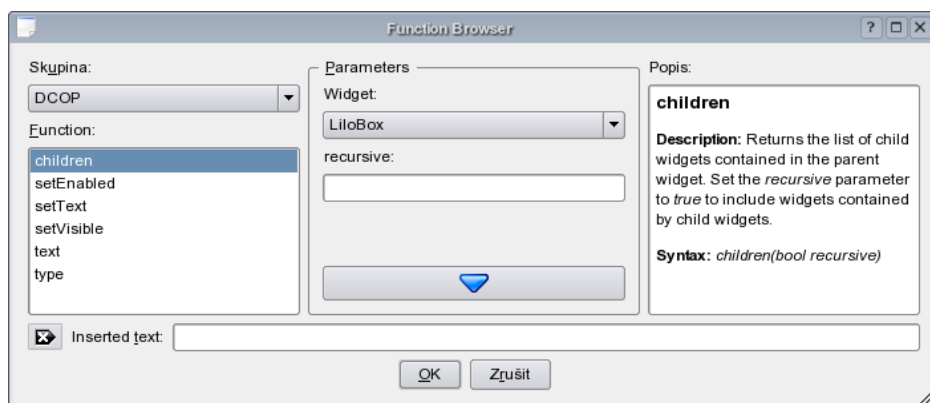 Function Browser
Skupina:
DCOP
Function:
children
setEnabled
setText
setVisible
text
type
Parameters
Widget:
LiloBox
recursive:
Popis:
children
Description: Returns the list of child
widgets contained in the parent
widget. Set the recursive parameter
to true to include widgets contained
by child widgets.
Syntax: children(bool recursive)
Inserted text:
OK
Zrušit